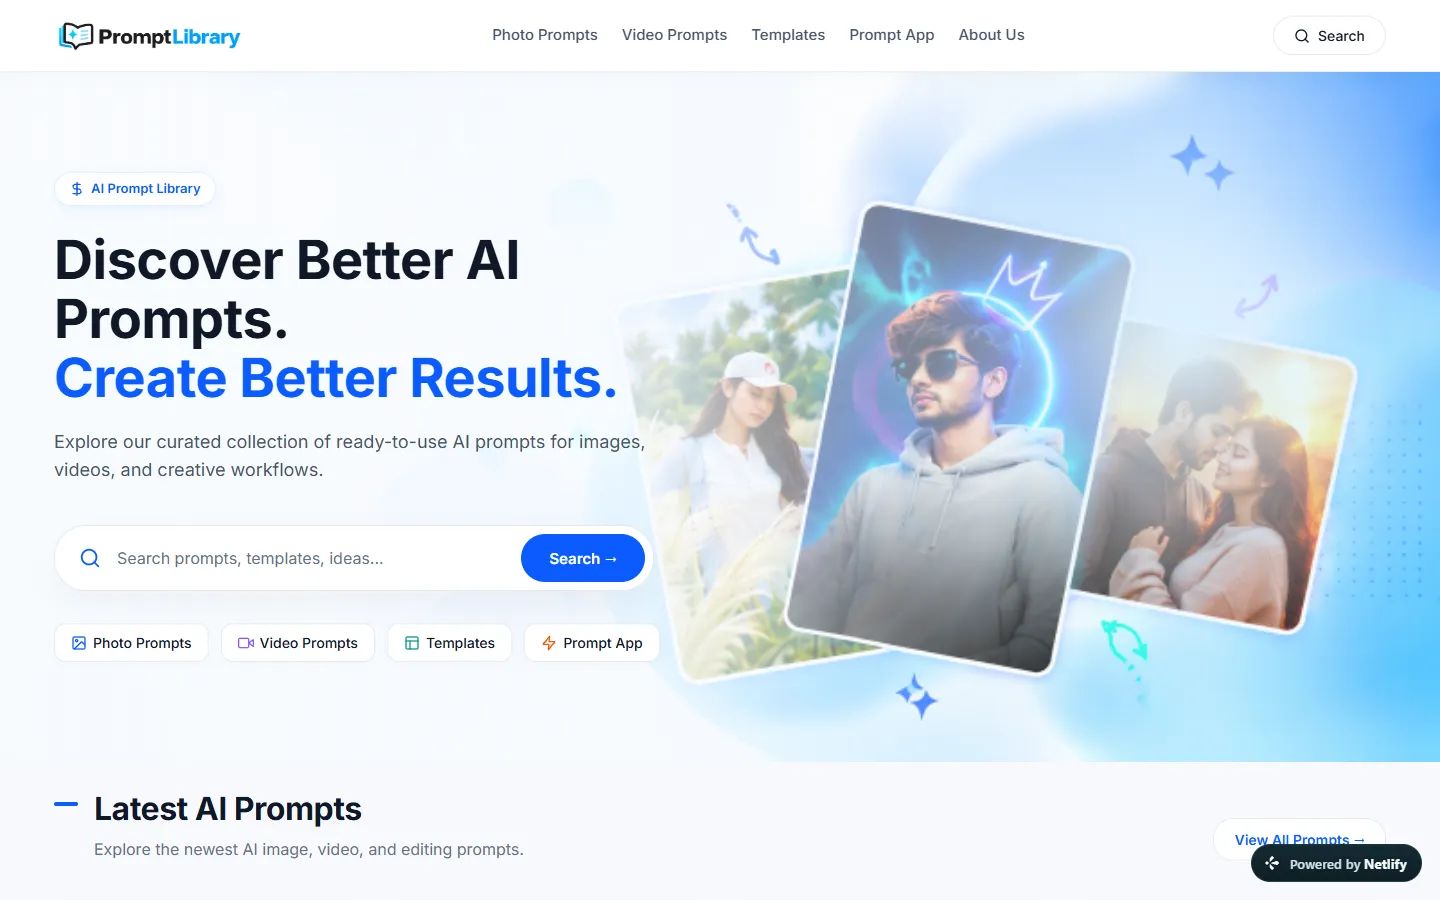 PromptLibrary
Photo Prompts
Video Prompts
Templates
Prompt App
About Us
Search
AI Prompt Library
Discover Better AI
Prompts.
Create Better Results.
Explore our curated collection of ready-to-use AI prompts for images,
videos, and creative workflows.
Search prompts, templates, ideas...
Search →
Photo Prompts
Video Prompts
Templates
Prompt App
Latest AI Prompts
Explore the newest AI image, video, and editing prompts.
View All Prompts →
Powered by Netlify